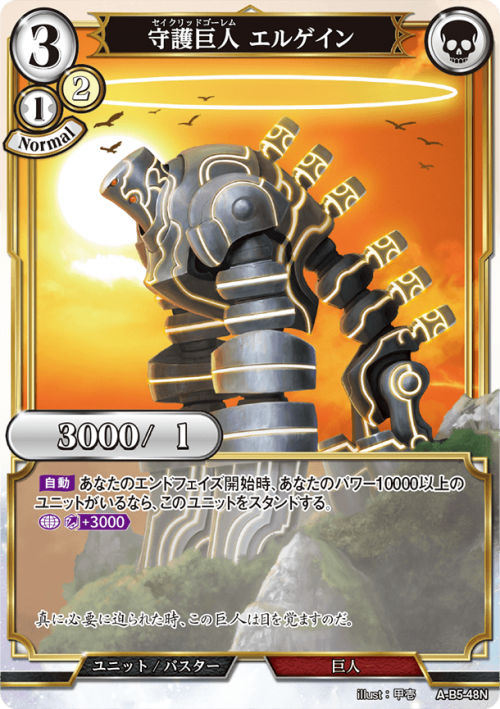 3
セイクリッドゴーレム
守護巨人 エルゲイン
2
1
Normal
3000/ 1
自動 あなたのエンドフェイズ開始時、あなたのパワー10000以上の
ユニットがいるなら、このユニットをスタンドする。
+3000
真に必要に迫られた時、この巨人は目を覚ますのだ。
ユニット / バスター
巨人
illust : 甲壱
A-B5-48N